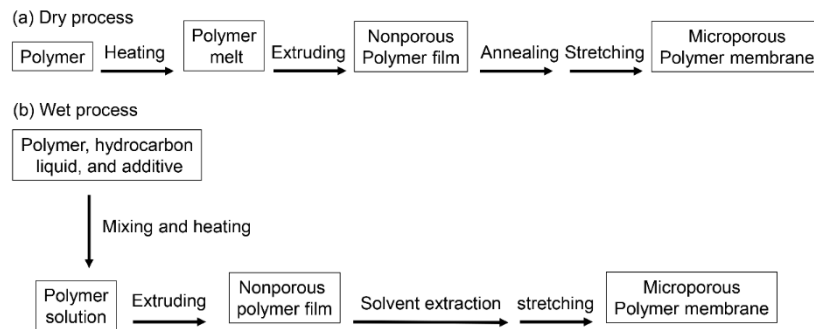 (a) Dry process
Polymer
Heating
Polymer
melt
Extruding
Nonporous
Polymer film
Annealing
Stretching
Microporous
Polymer membrane
(b) Wet process
Polymer, hydrocarbon
liquid, and additive
Mixing and heating
Polymer
solution
Extruding
Nonporous
polymer film
Solvent extraction
stretching
Microporous
Polymer membrane